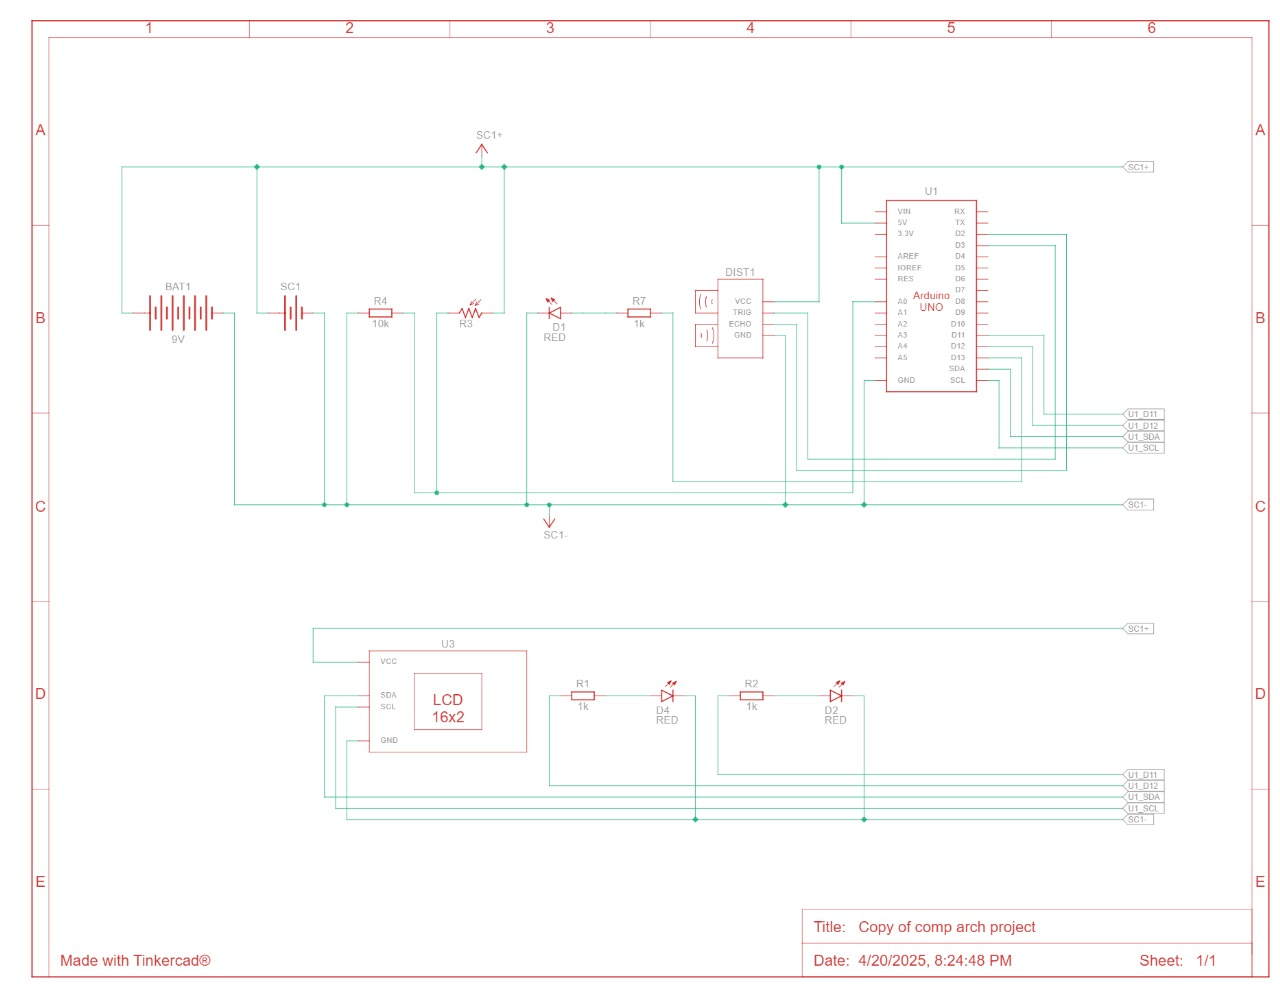 1 2 3 4 5 6
A A
SC1+
SC1+
U1
VIN RX
5V TX
3.3V D2
D3
AREF D4
IOREF D5
RES D6
D7
A0 D8
A1 D9
A2 D10
A3 D11
A4 D12
A5 D13
SDA
GND SCL
Arduino
UNO
DIST1
VCC
TRIG
ECHO
GND
BAT1
9V
SC1
R4
10k
R3
D1
RED
R7
1k
B B
U1_D11
U1_D12
U1_SDA
U1_SCL
C C
SC1-
SC1-
SC1+
U3
VCC
SDA
SCL
GND
LCD
16x2
R1
1k
D4
RED
R2
1k
D2
RED
D D
U1_D11
U1_D12
U1_SDA
U1_SCL
SC1-
E E
Title: Copy of comp arch project
Made with Tinkercad®
Date: 4/20/2025, 8:24:48 PM Sheet: 1/1